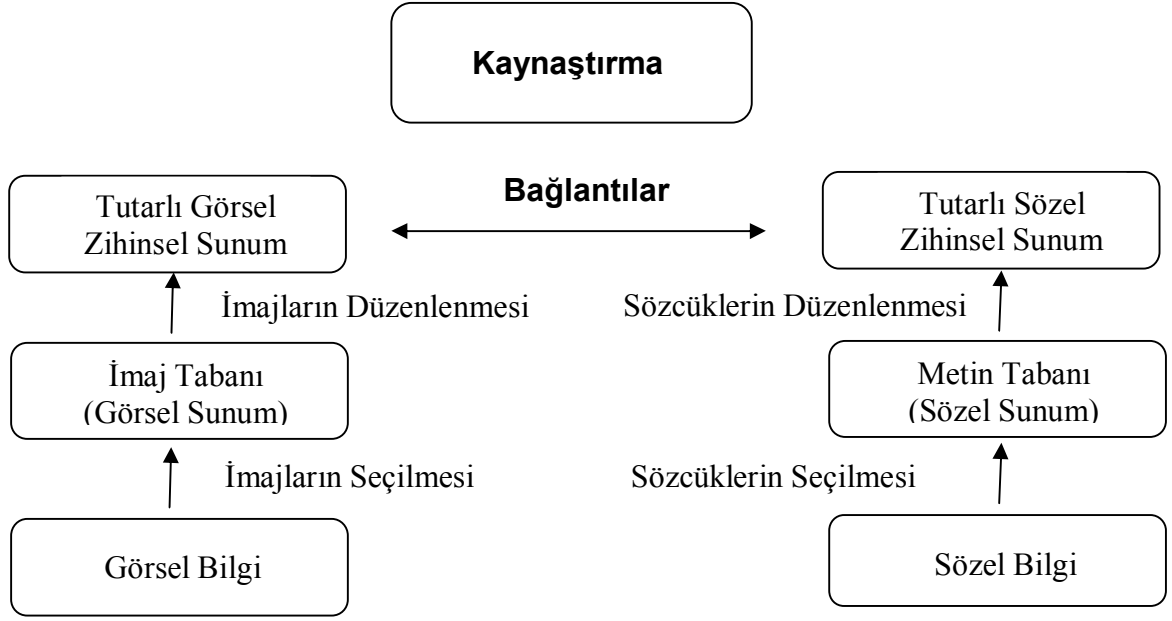 Kaynaştırma
Bağlantılar
Tutarlı Görsel
Zihinsel Sunum
Tutarlı Sözel
Zihinsel Sunum
İmajların Düzenlenmesi
Sözcüklerin Düzenlenmesi
İmaj Tabanı
(Görsel Sunum)
Metin Tabanı
(Sözel Sunum)
İmajların Seçilmesi
Sözcüklerin Seçilmesi
Görsel Bilgi
Sözel Bilgi